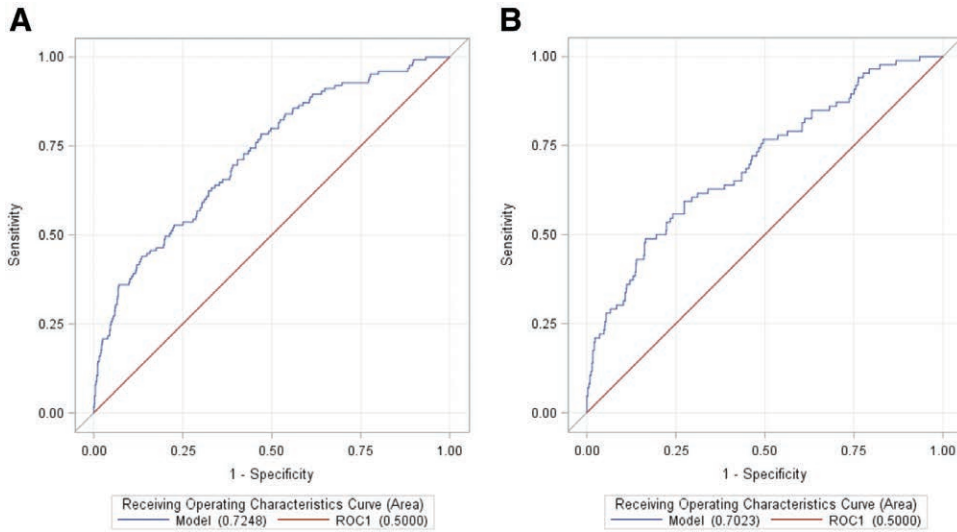 A
1.00
0.75
0.50
0.25
0.00
Sensitivity
0.00 0.25 0.50 0.75 1.00
1 - Specificity
Receiving Operating Characteristics Curve (Area)
Model (0.7248) ROC1 (0.5000)
B
1.00
0.75
0.50
0.25
0.00
Sensitivity
0.00 0.25 0.50 0.75 1.00
1 - Specificity
Receiving Operating Characteristics Curve (Area)
Model (0.7023) ROC1 (0.5000)